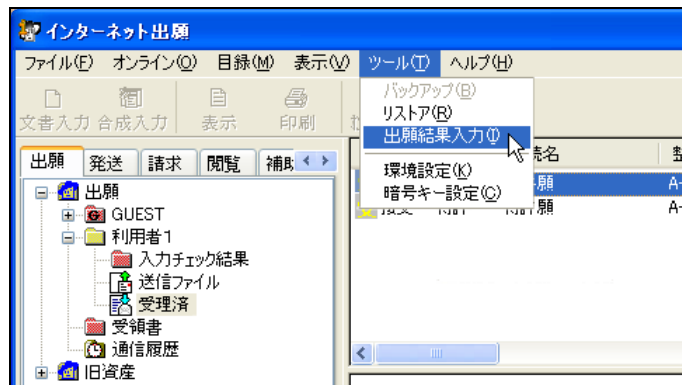 インターネット出願
ファイル(F) オンライン(O) 目録(M) 表示(V) ツール(T) ヘルプ(H)
文書入力 合成入力 表示 印刷
バックアップ(B)
リストア(R)
出願結果入力(I)
環境設定(K)
暗号キー設定(C)
出願 発送 請求 閲覧
出願
GUEST
利用者1
入力チェック結果
送信ファイル
受理済
受領書
通信履歴
旧資産
続名 整
願 A-
願 A-